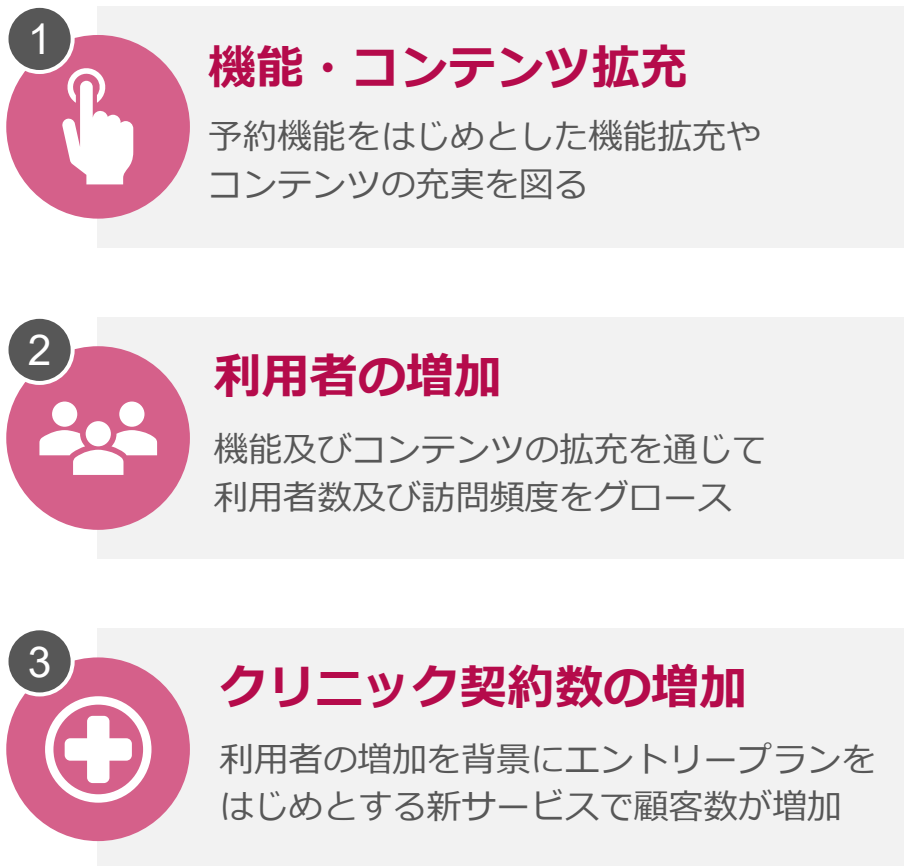 1
機能・コンテンツ拡充
予約機能をはじめとした機能拡充や
コンテンツの充実を図る
2
利用者の増加
機能及びコンテンツの拡充を通じて
利用者数及び訪問頻度をグロース
3
クリニック契約数の増加
利用者の増加を背景にエントリープランを
はじめとする新サービスで顧客数が増加